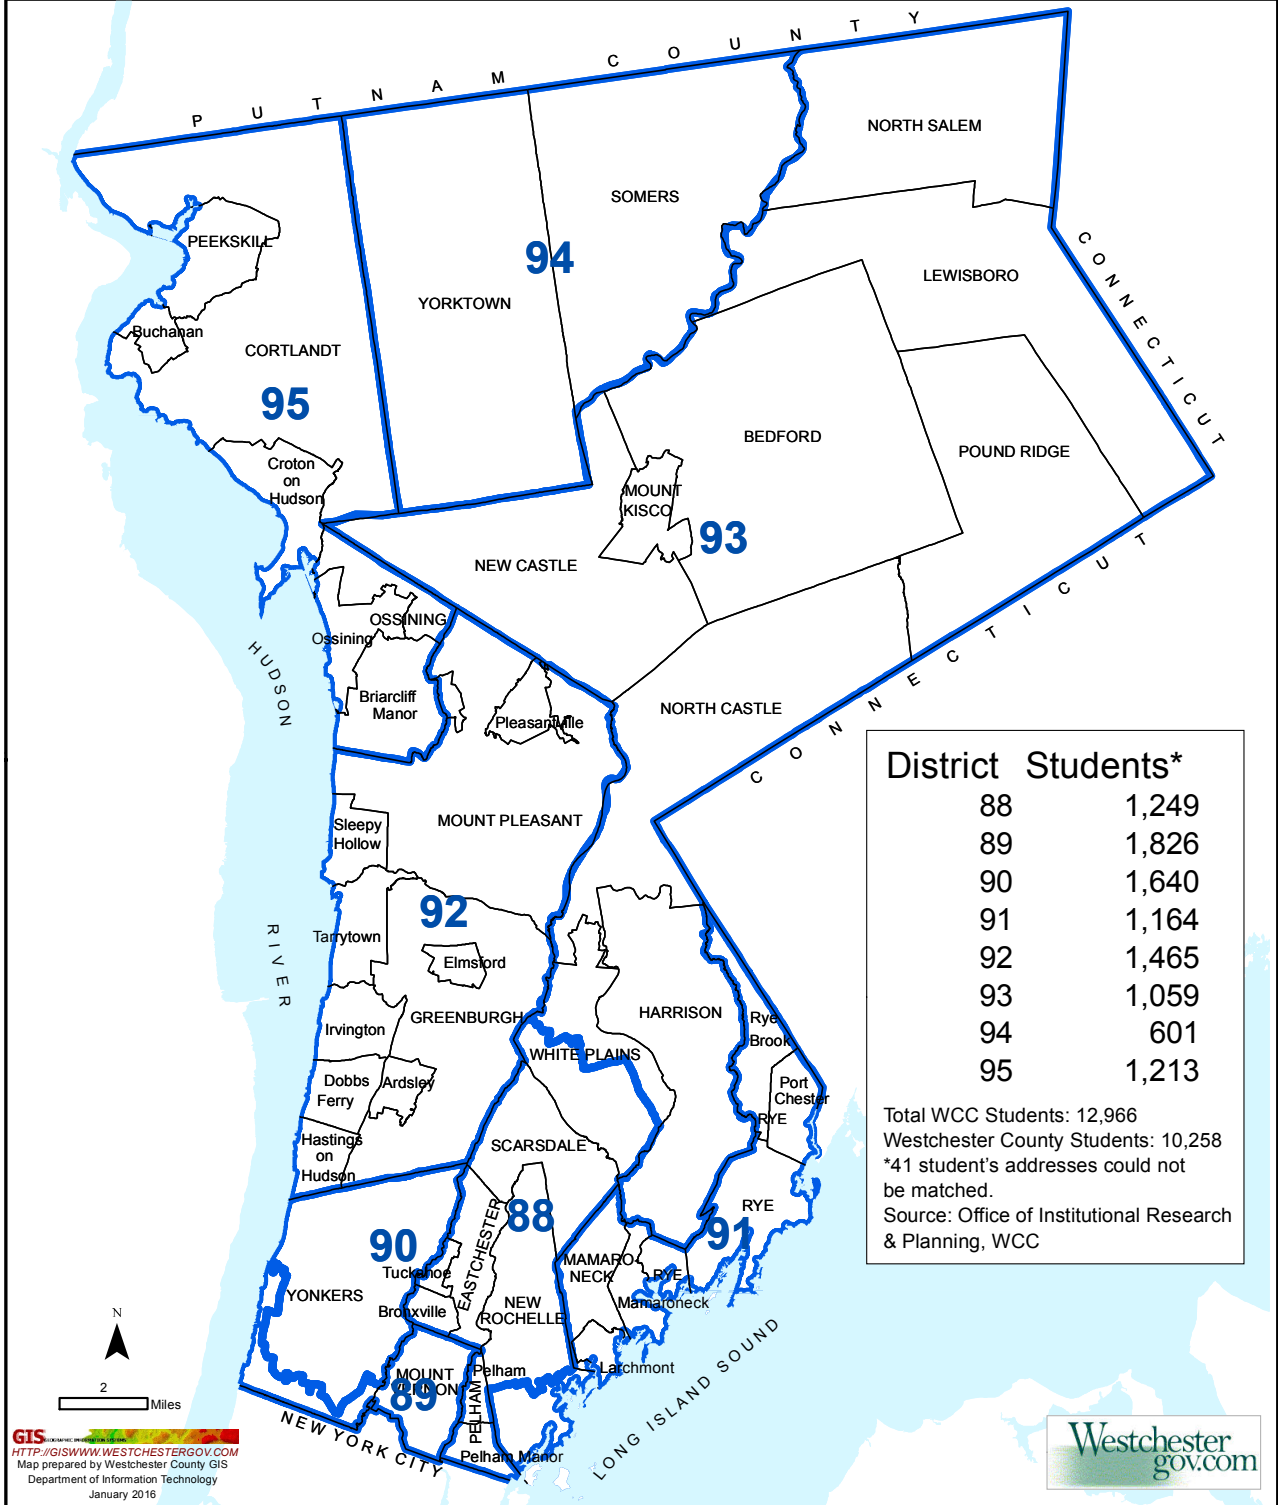 PUTNAM COUNTY
NORTH SALEM
SOMERS
PEEKSKILL
94
LEWISBORO
CONNECTICUT
YORKTOWN
Buchanan
CORTLANDT
95
BEDFORD
POUND RIDGE
Croton
on
Hudson
MOUNT
KISCO
93
NEW CASTLE
CONNECTICUT
OSSINING
Ossining
HUDSON
RIVER
Briarcliff
Manor
Pleasantville
NORTH CASTLE
MOUNT PLEASANT
Sleepy
Hollow
92
Tarrytown
Elmsford
GREENBURGH
HARRISON
Rye
Brook
Irvington
WHITE PLAINS
Dobbs
Ferry
Ardsley
Port
Chester
RYE
Hastings
on
Hudson
SCARSDALE
88
RYE
91
90
EASTCHESTER
MAMARO
NECK
RYE
Tuckahoe
YONKERS
Bronxville
NEW
ROCHELLE
Mamaroneck
MOUNT
VERNON
89
Pelham
PELHAM
Larchmont
Pelham Manor
NEW YORK CITY
LONG ISLAND SOUND
District Students*
88 1,249
89 1,826
90 1,640
91 1,164
92 1,465
93 1,059
94 601
95 1,213
Total WCC Students: 12,966
Westchester County Students: 10,258
*41 student's addresses could not
be matched.
Source: Office of Institutional Research
& Planning, WCC
N
2
Miles
GIS GEOGRAPHIC INFORMATION SYSTEMS
HTTP://GISWWW.WESTCHESTERGOV.COM
Map prepared by Westchester County GIS
Department of Information Technology
January 2016
Westchester
gov.com